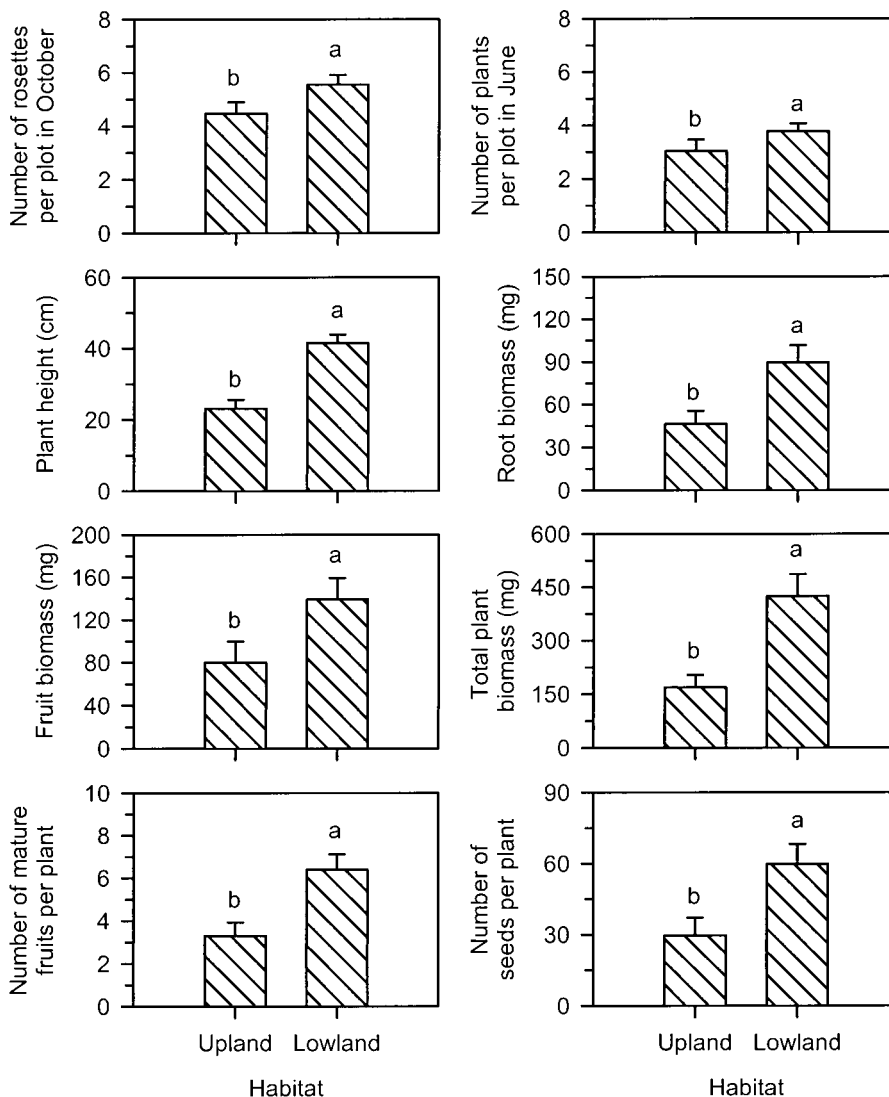 Number of rosettes
per plot in October
8
6
4
2
0
b
a
Number of plants
per plot in June
8
6
4
2
0
b
a
Plant height (cm)
60
40
20
0
b
a
Root biomass (mg)
150
120
90
60
30
0
b
a
Fruit biomass (mg)
200
160
120
80
40
0
b
a
Total plant
biomass (mg)
600
450
300
150
0
b
a
Number of mature
fruits per plant
10
8
6
4
2
0
b
a
Upland Lowland
Habitat
Number of
seeds per plant
90
60
30
0
b
a
Upland Lowland
Habitat